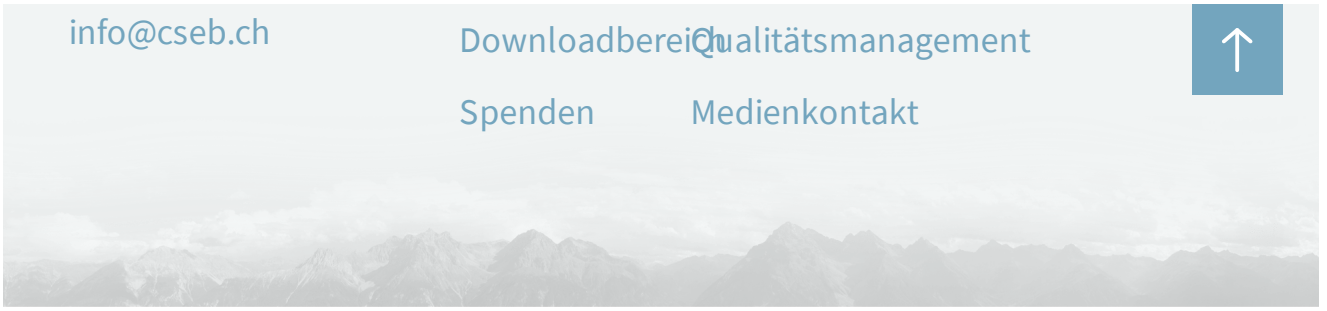 info@cseb.ch
Downloadbereich
Qualitätsmanagement
Spenden
Medienkontakt